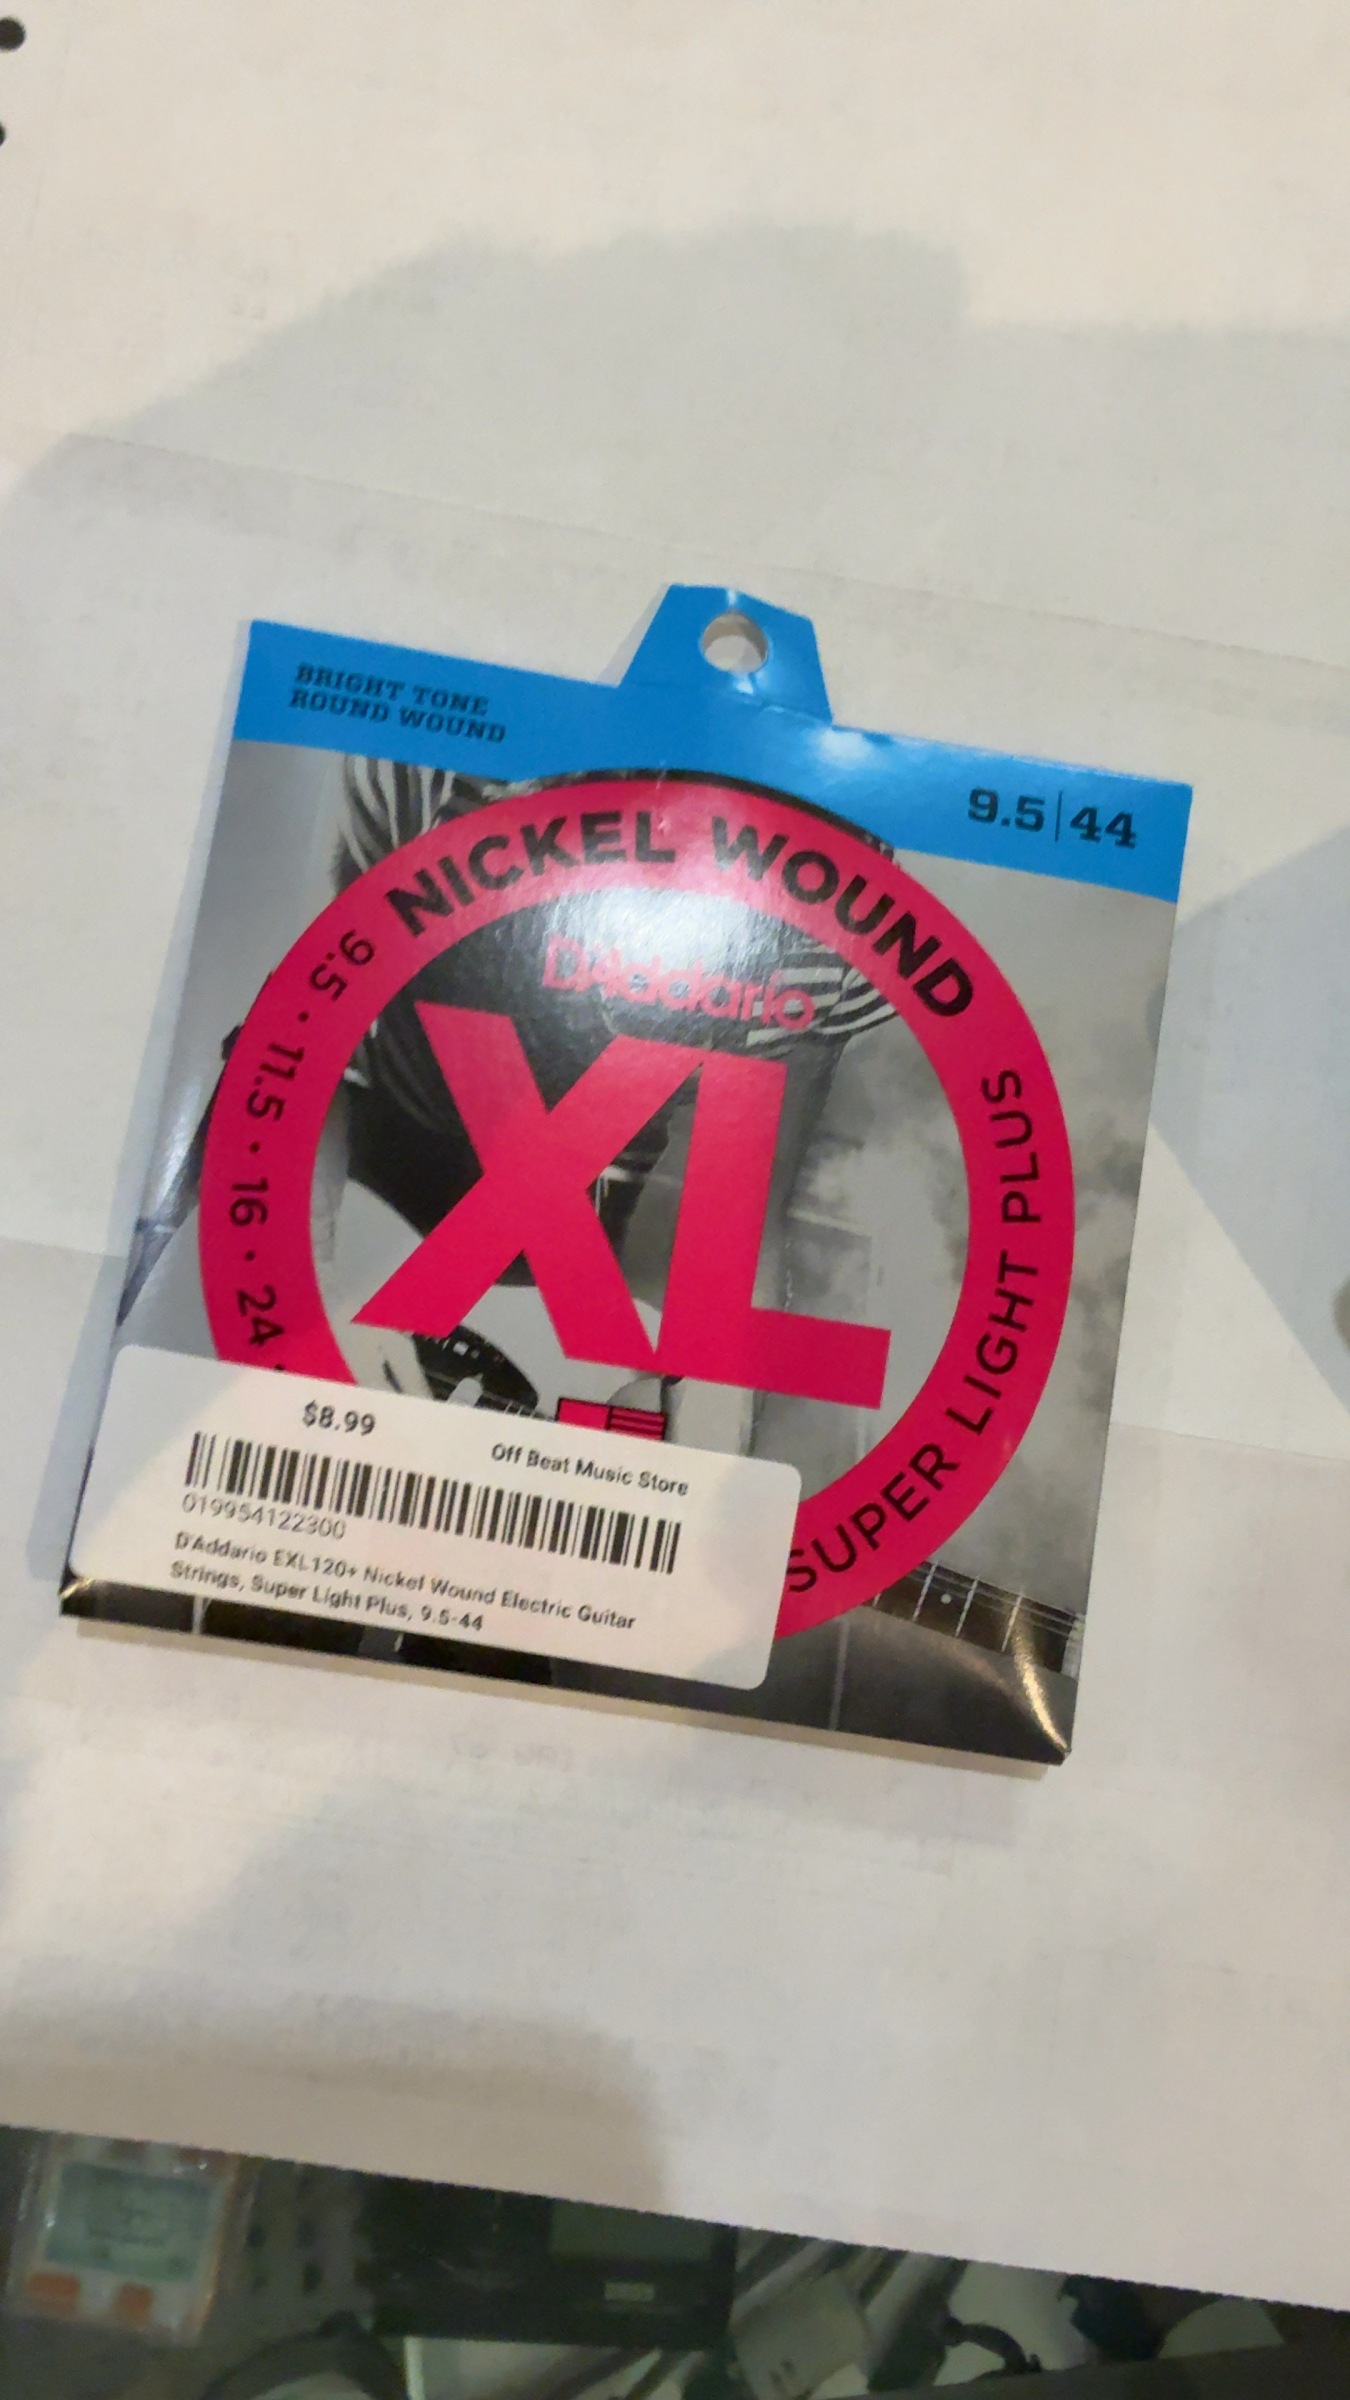 BRIGHT TONE
ROUND WOUND
9.5|44
NICKEL WOUND
D'Addario
XL
9.5 • 11.5 • 16 • 24 •
SUPER LIGHT PLUS
$8.99
Off Beat Music Store
019954122300
D'Addario EXL120+ Nickel Wound Electric Guitar
Strings, Super Light Plus, 9.5-44